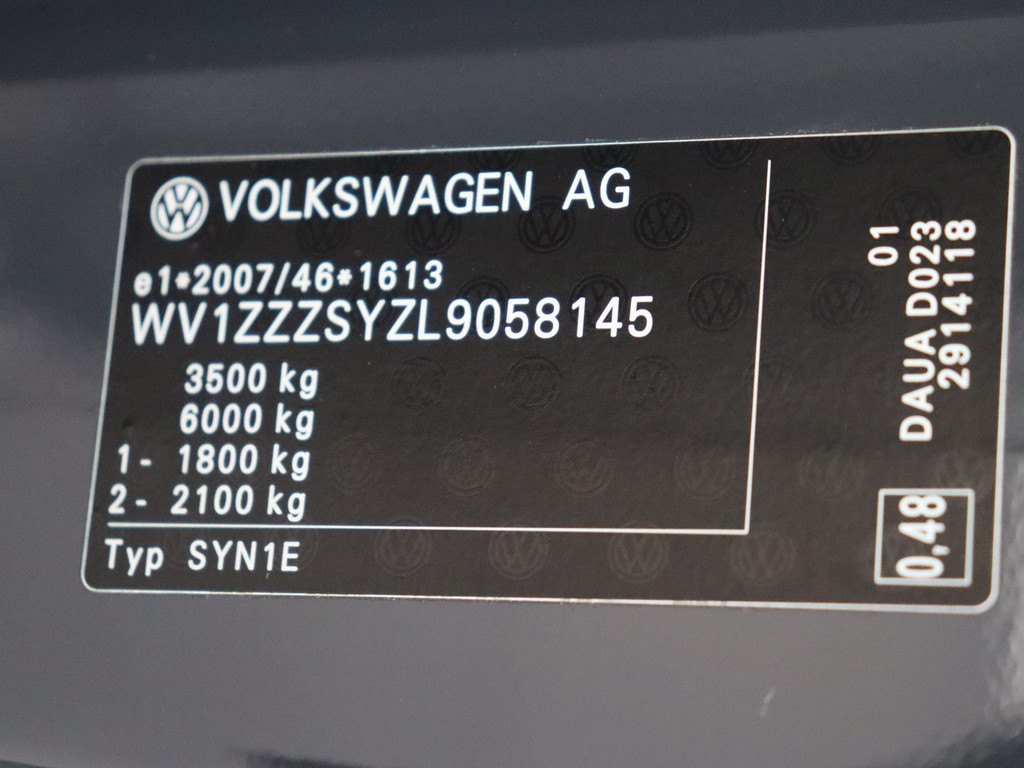 VOLKSWAGEN AG
e1*2007/46*1613
WV1ZZZSYZL9058145
3500 kg
6000 kg
1- 1800 kg
2- 2100 kg
Typ SYN1E
01
DAUA D023
2914118
0,48